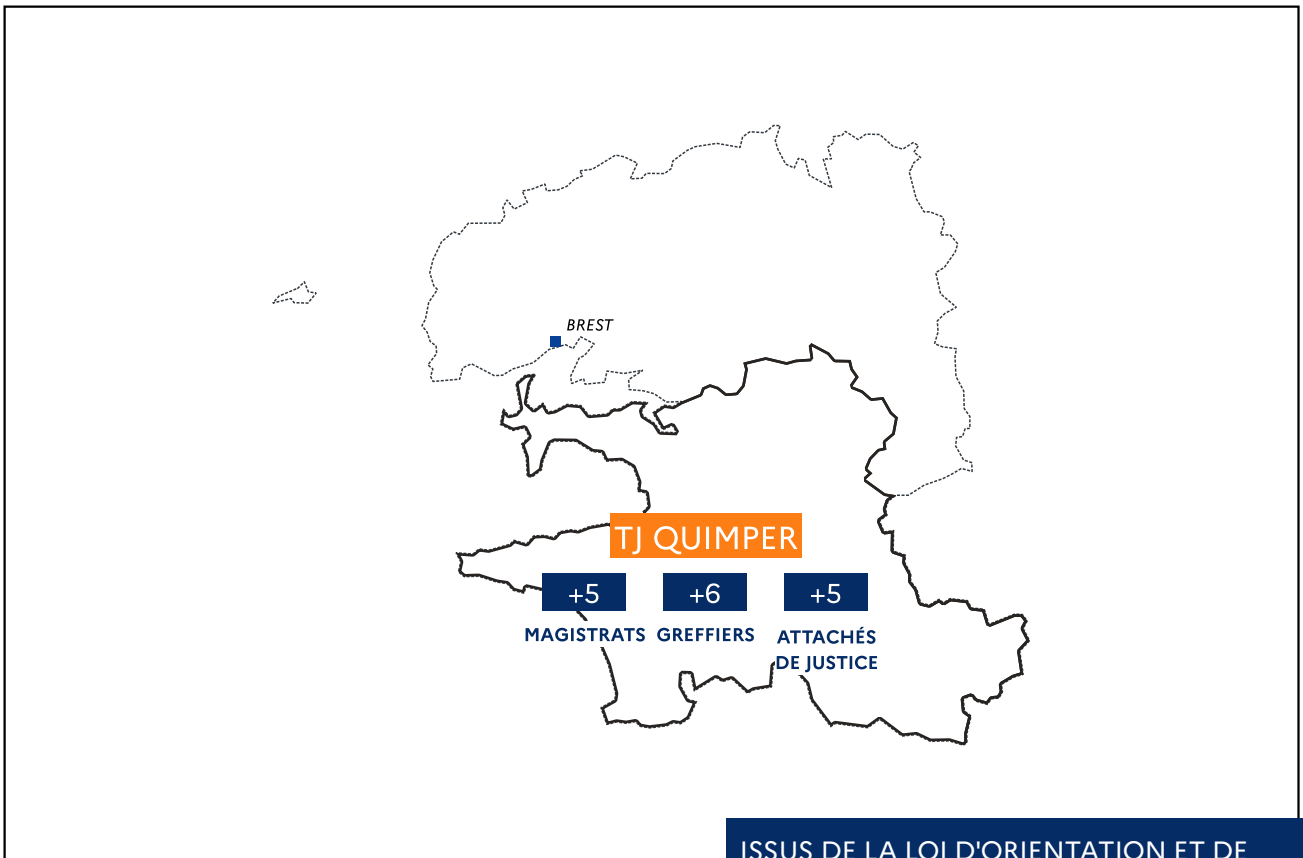 BREST
TJ QUIMPER
+5 +6 +5
MAGISTRATS GREFFIERS ATTACHÉS
DE JUSTICE
ISSUS DE LA LOI D'ORIENTATION ET DE